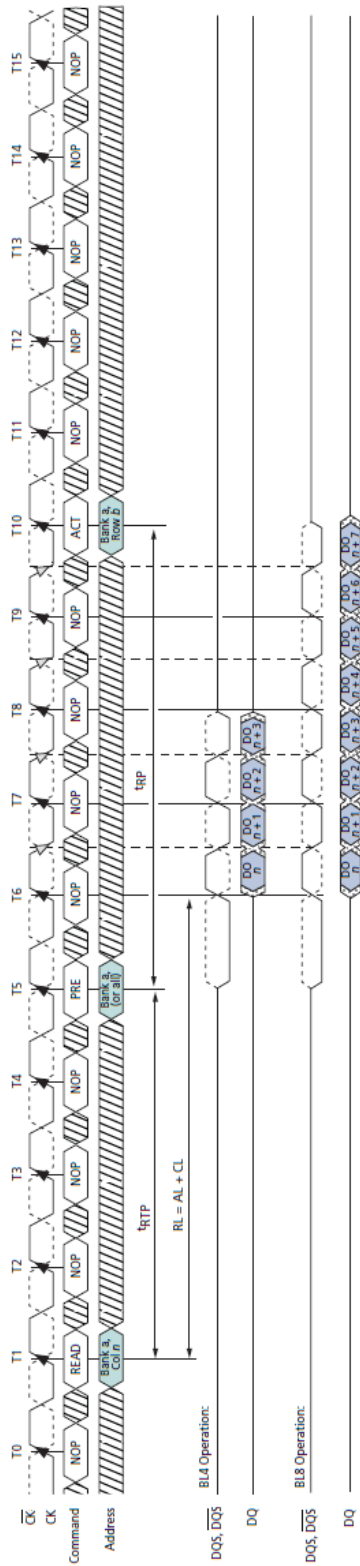 T0 T1 T2 T3 T4 T5 T6 T7 T8 T9 T10 T11 T12 T13 T14 T15
CK
CK
Command NOP READ NOP NOP NOP PRE NOP NOP NOP NOP ACT NOP NOP NOP NOP NOP
Address Bank a, Col n Bank a, (or all) Bank a, Row b
tRTP tRP
RL = AL + CL
BL4 Operation:
DQS, DQS
DQ DO n DO n + 1 DO n + 2 DO n + 3
BL8 Operation:
DQS, DQS
DQ DO n DO n + 1 DO n + 2 DO n + 3 DO n + 4 DO n + 5 DO n + 6 DO n + 7